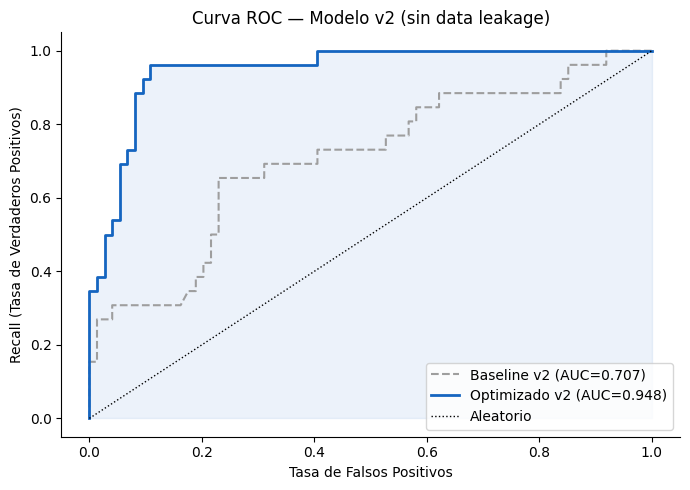 Curva ROC — Modelo v2 (sin data leakage)
Recall (Tasa de Verdaderos Positivos)
1.0
0.8
0.6
0.4
0.2
0.0
Baseline v2 (AUC=0.707)
Optimizado v2 (AUC=0.948)
Aleatorio
0.0 0.2 0.4 0.6 0.8 1.0
Tasa de Falsos Positivos